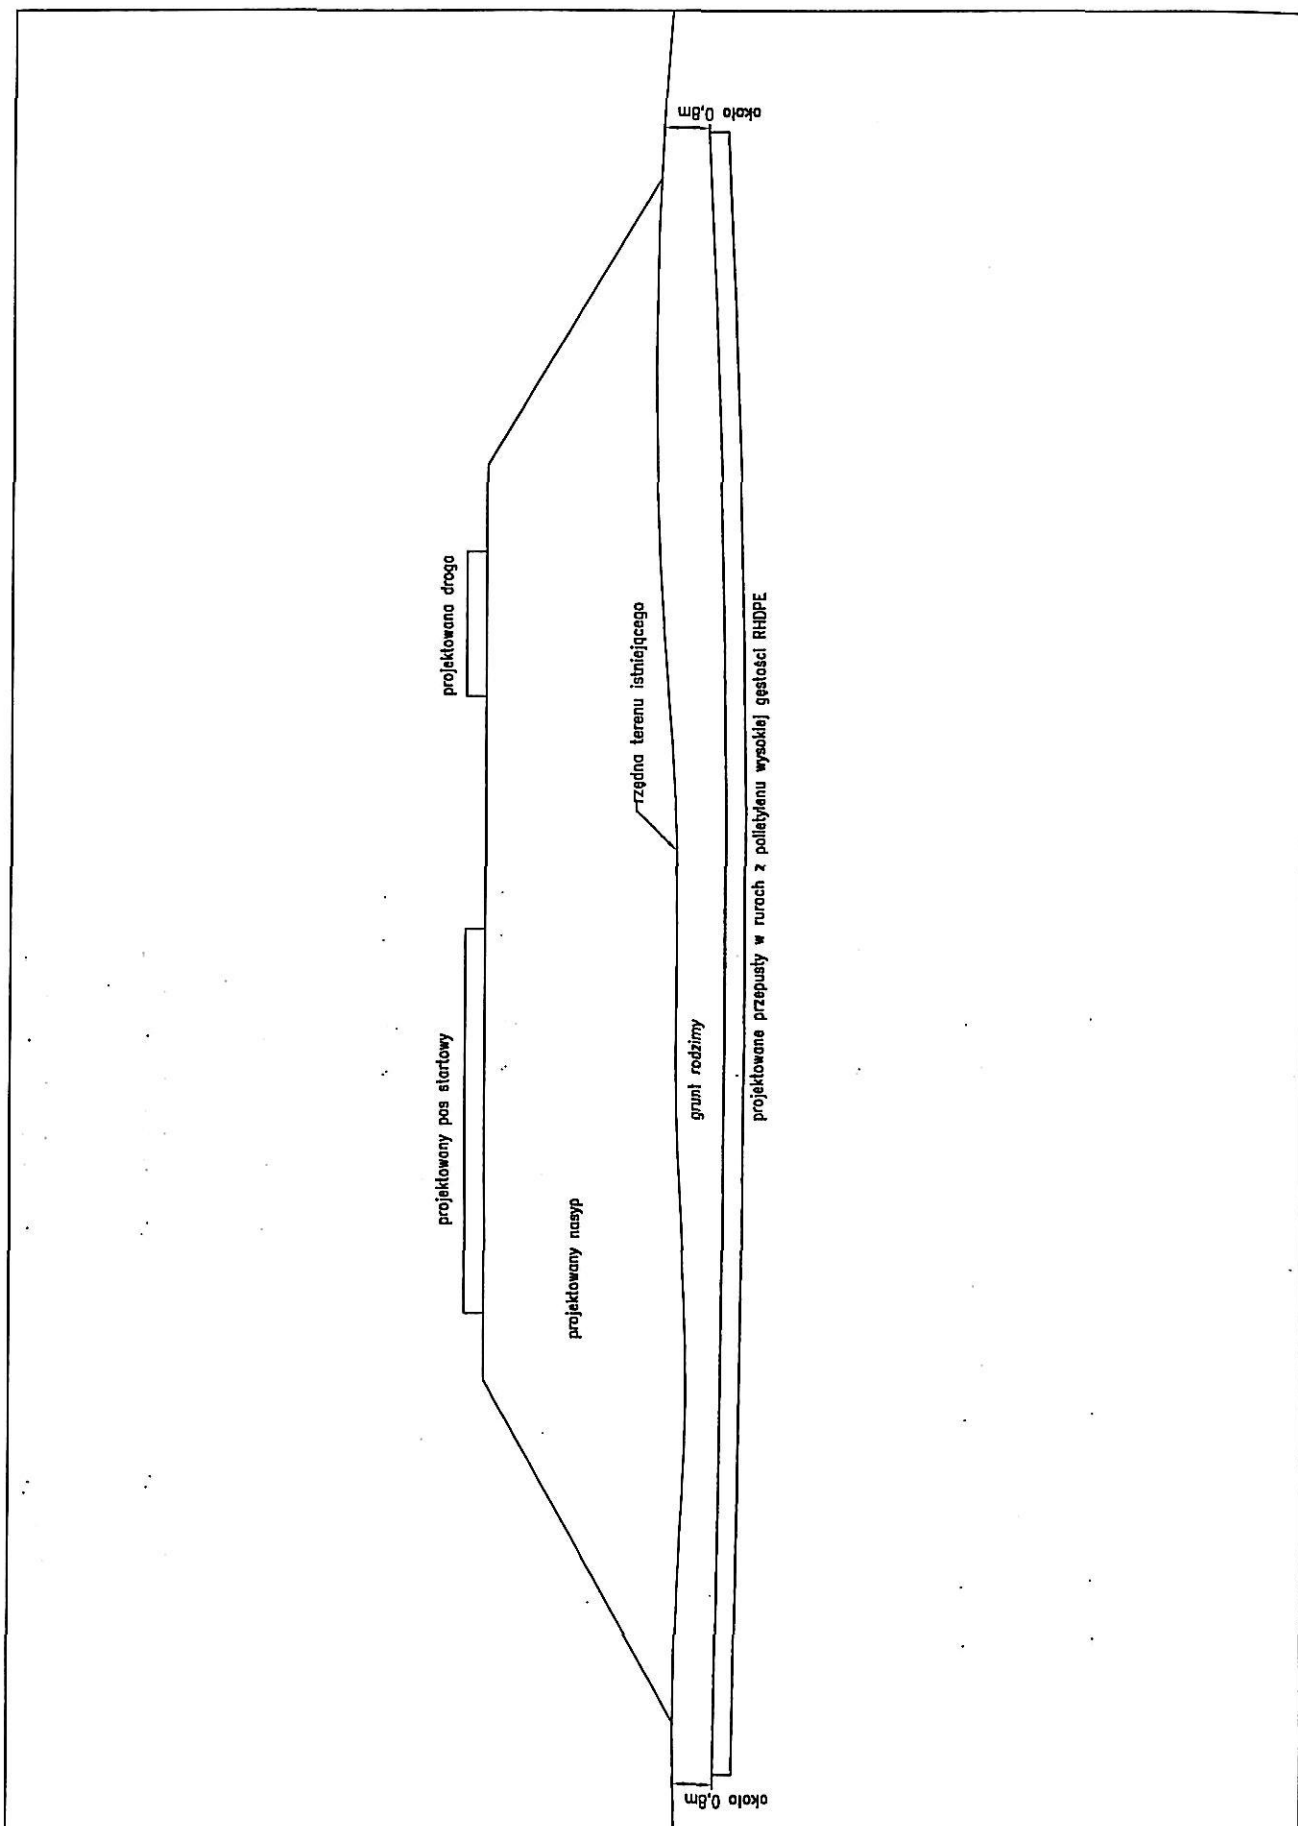 projektowany pas startowy
projektowana droga
projektowany nasyp
rzędna terenu istniejącego
grunt rodzimy
około 0,8m
około 0,8m
projektowane przepusty w rurach z polietylenu wysokiej gęstości RHDPE